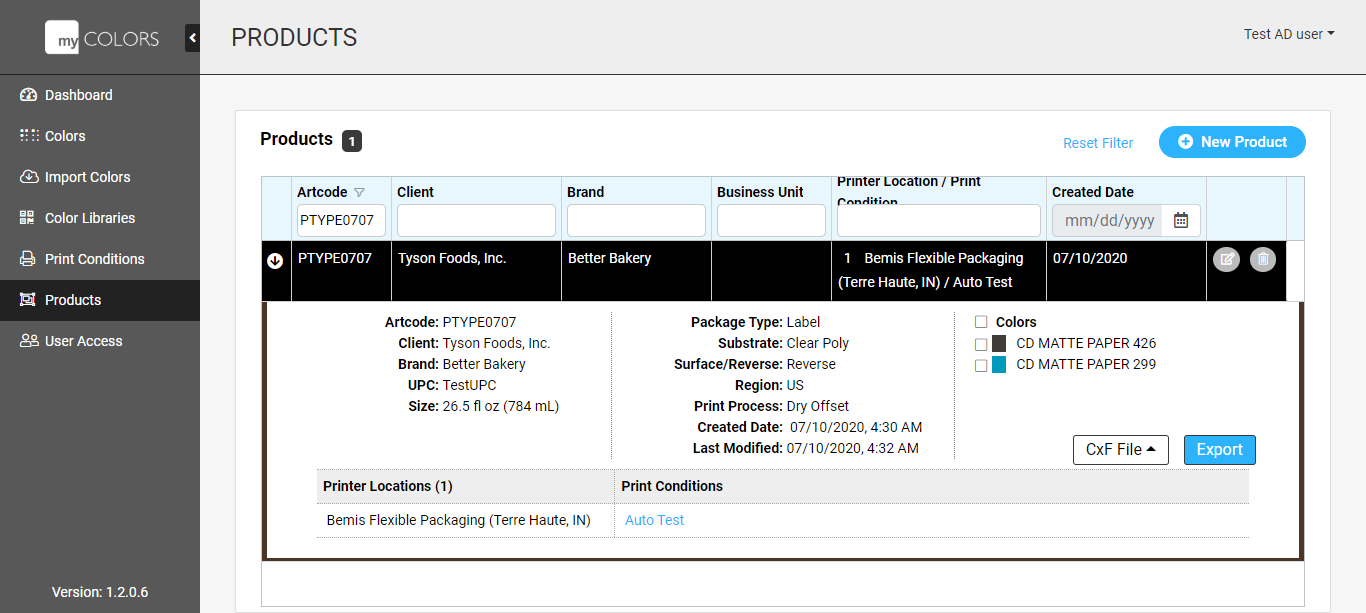 my COLORS
PRODUCTS
Test AD user
Dashboard
Colors
Import Colors
Color Libraries
Print Conditions
Products
User Access
Version: 1.2.0.6
Products 1
Reset Filter
New Product
Artcode
Client
Brand
Business Unit
Printer Location / Print
Condition
Created Date
PTYPE0707
mm/dd/yyyy
PTYPE0707
Tyson Foods, Inc.
Better Bakery
1 Bemis Flexible Packaging
(Terre Haute, IN) / Auto Test
07/10/2020
Artcode: PTYPE0707
Client: Tyson Foods, Inc.
Brand: Better Bakery
UPC: TestUPC
Size: 26.5 fl oz (784 mL)
Package Type: Label
Substrate: Clear Poly
Surface/Reverse: Reverse
Region: US
Print Process: Dry Offset
Created Date: 07/10/2020, 4:30 AM
Last Modified: 07/10/2020, 4:32 AM
Colors
CD MATTE PAPER 426
CD MATTE PAPER 299
CxF File
Export
Printer Locations (1)
Print Conditions
Bemis Flexible Packaging (Terre Haute, IN)
Auto Test